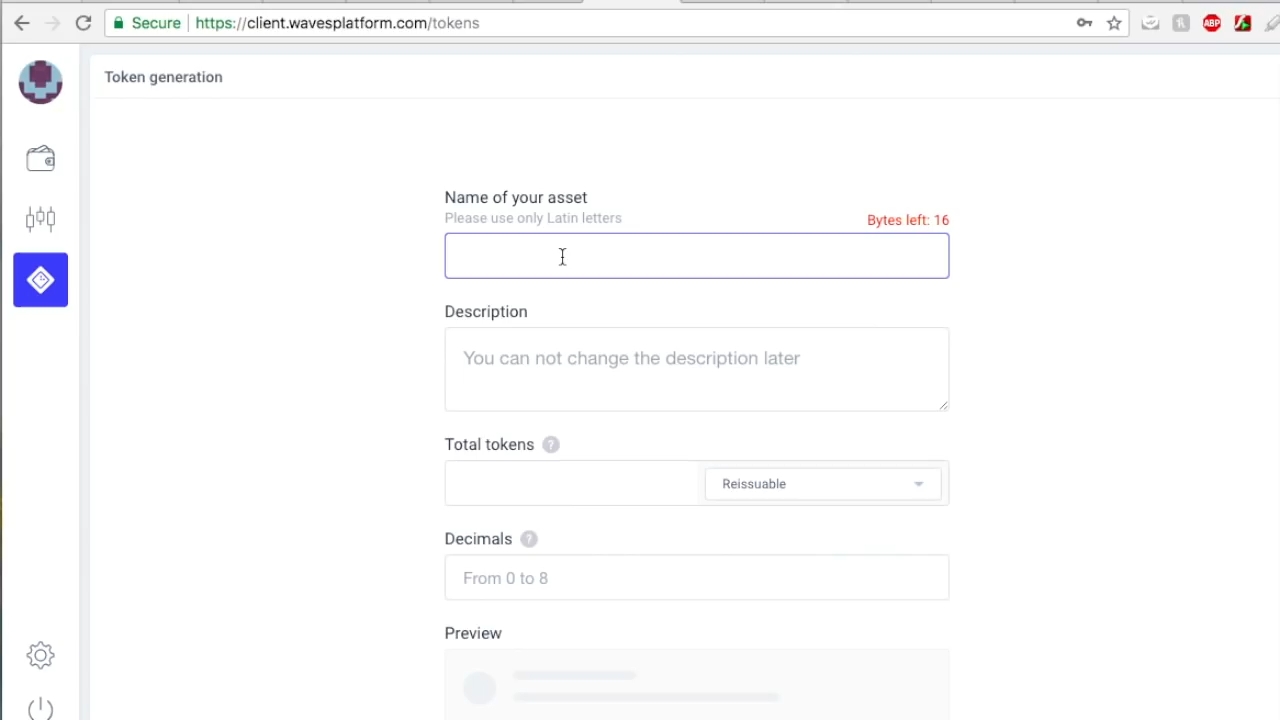 Secure https://client.wavesplatform.com/tokens
ABP
Token generation
Name of your asset
Please use only Latin letters
Bytes left: 16
Description
You can not change the description later
Total tokens ?
Reissuable
Decimals ?
From 0 to 8
Preview